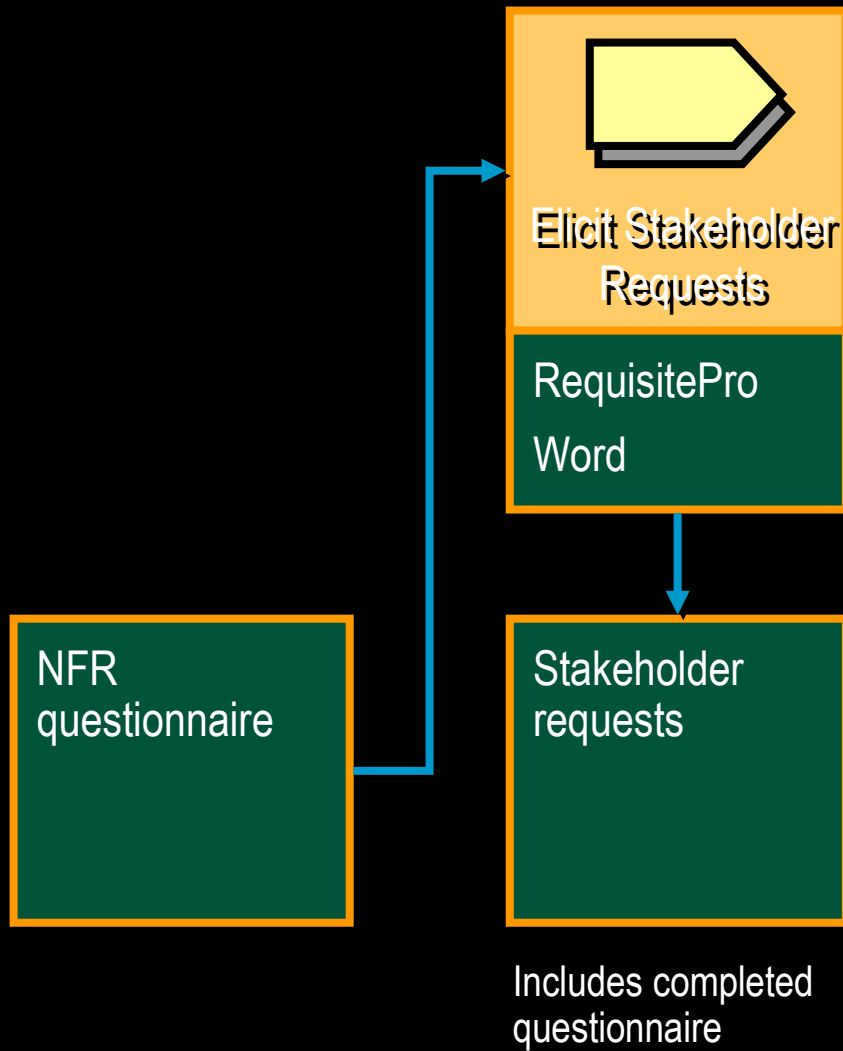 Elicit Stakeholder
Requests
RequisitePro
Word
NFR
questionnaire
Stakeholder
requests
Includes completed
questionnaire